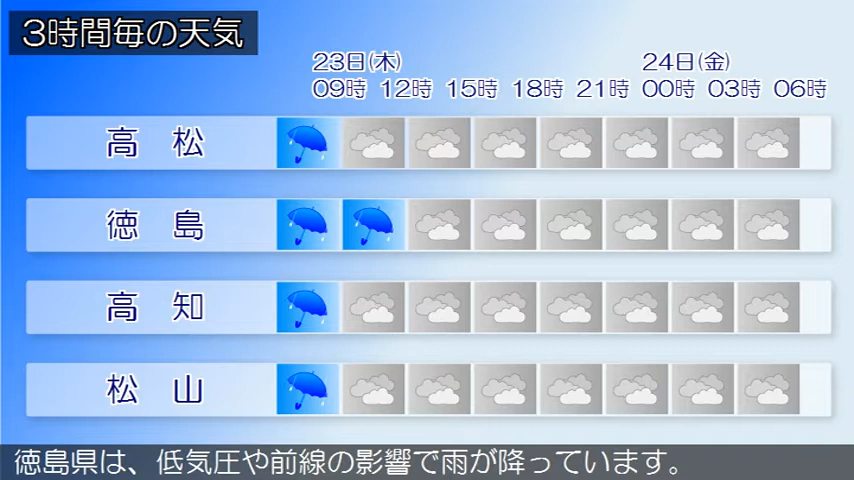 3時間毎の天気
23日(木) 24日(金)
09時 12時 15時 18時 21時 00時 03時 06時
高松
徳島
高知
松山
徳島県は、低気圧や前線の影響で雨が降っています。